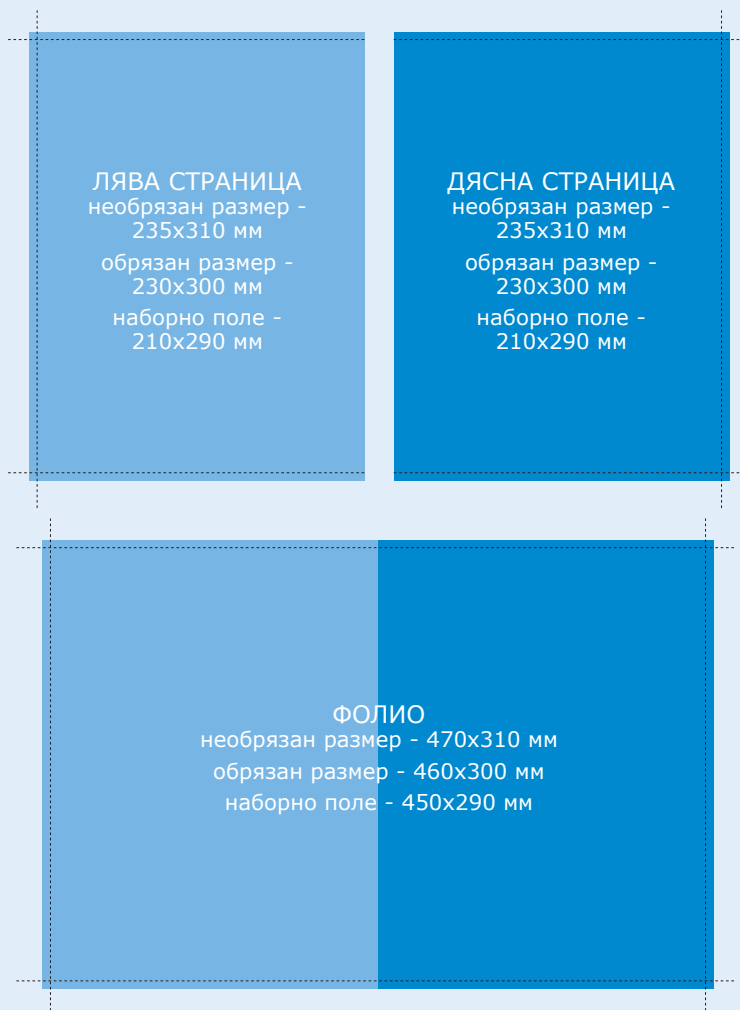 ЛЯВА СТРАНИЦА
необрязан размер -
235x310 мм
обрязан размер -
230x300 мм
наборно поле -
210x290 мм
ДЯСНА СТРАНИЦА
необрязан размер -
235x310 мм
обрязан размер -
230x300 мм
наборно поле -
210x290 мм
ФОЛИО
необрязан размер - 470x310 мм
обрязан размер - 460x300 мм
наборно поле - 450x290 мм